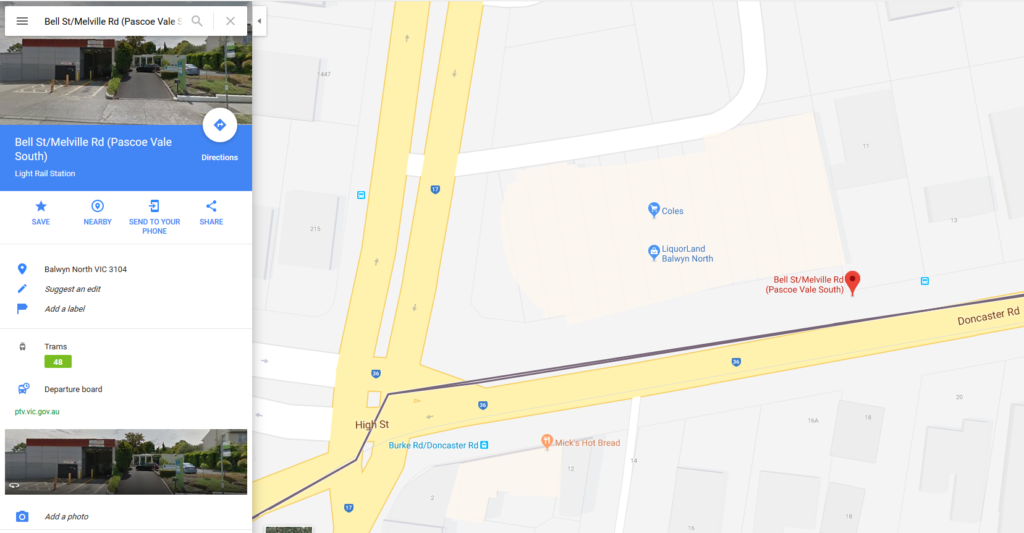 Bell St/Melville Rd (Pascoe Vale S
Bell St/Melville Rd (Pascoe Vale
South)
Light Rail Station
Directions
SAVE
NEARBY
SEND TO YOUR
PHONE
SHARE
Balwyn North VIC 3104
Suggest an edit
Add a label
Trams
48
Departure board
ptv.vic.gov.au
Add a photo
1447
17
11
215
Coles
13
LiquorLand
Balwyn North
Bell St/Melville Rd
(Pascoe Vale South)
Doncaster Rd
36
36
36
High St
20
16A
18
Burke Rd/Doncaster Rd
Mick's Hot Bread
12
14
2
17
16
18